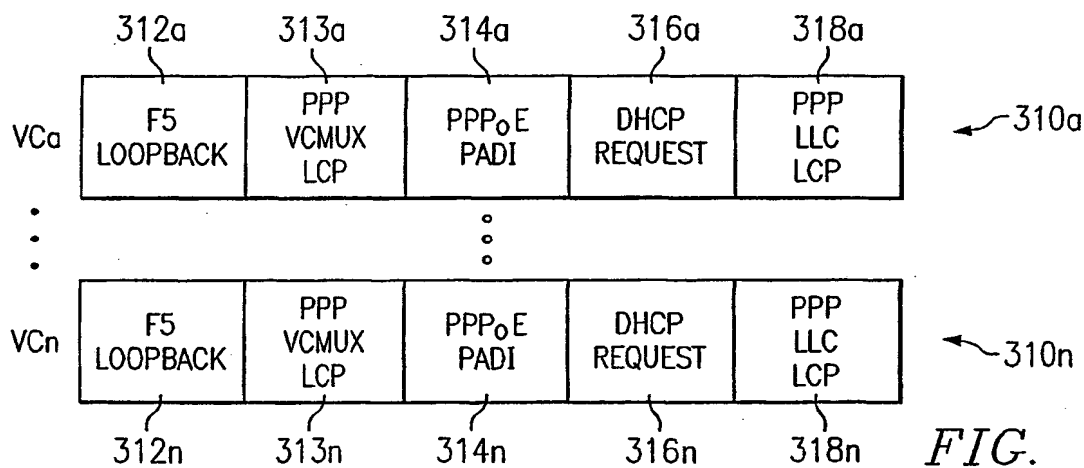 312a 313a 314a 316a 318a
VCa
F5
LOOPBACK
PPP
VCMUX
LCP
PPPoE
PADI
DHCP
REQUEST
PPP
LLC
LCP
310a
VCn
F5
LOOPBACK
PPP
VCMUX
LCP
PPPoE
PADI
DHCP
REQUEST
PPP
LLC
LCP
310n
312n 313n 314n 316n 318n
FIG.